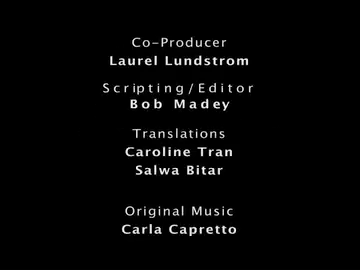 Co-Producer
Laurel Lundstrom
Scripting/Editor
Bob Madey
Translations
Caroline Tran
Salwa Bitar
Original Music
Carla Capretto